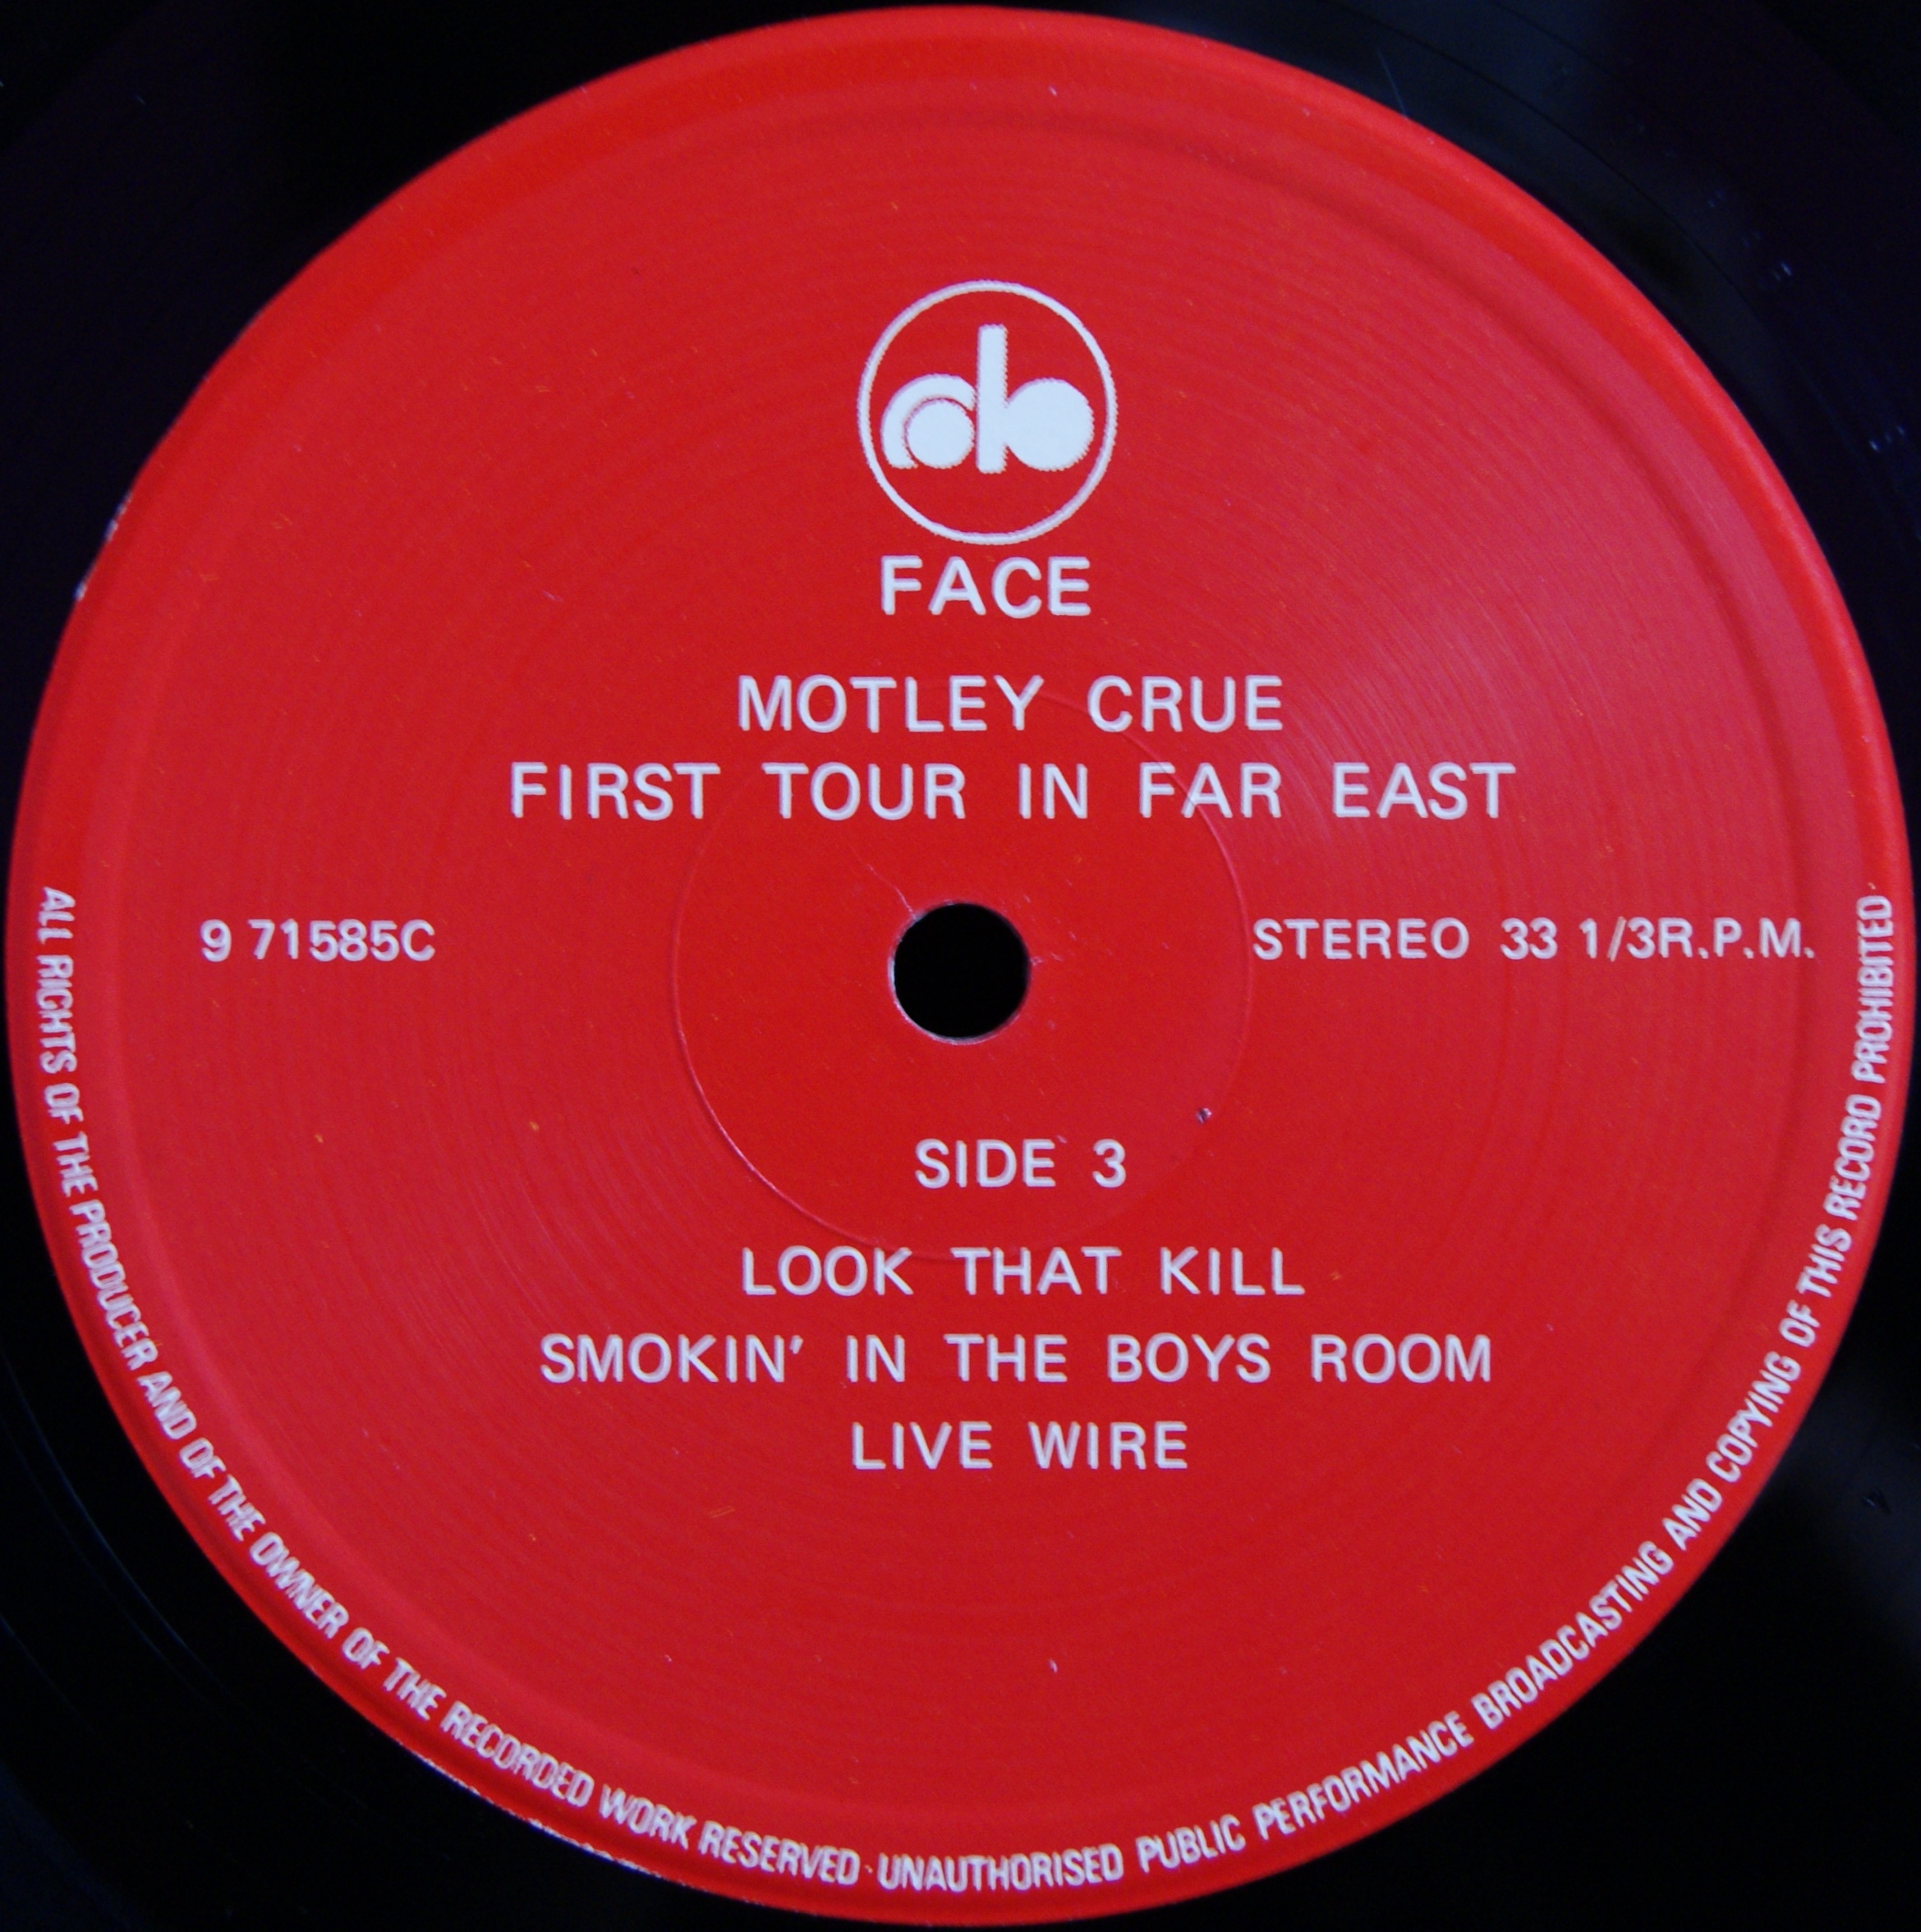 FACE
MOTLEY CRUE
FIRST TOUR IN FAR EAST
9 71585C
STEREO 33 1/3R.P.M.
SIDE 3
LOOK THAT KILL
SMOKIN' IN THE BOYS ROOM
LIVE WIRE
ALL RIGHTS OF THE PRODUCER AND OF THE OWNER OF THE RECORDED WORK RESERVED · UNAUTHORISED PUBLIC PERFORMANCE BROADCASTING AND COPYING OF THIS RECORD PROHIBITED